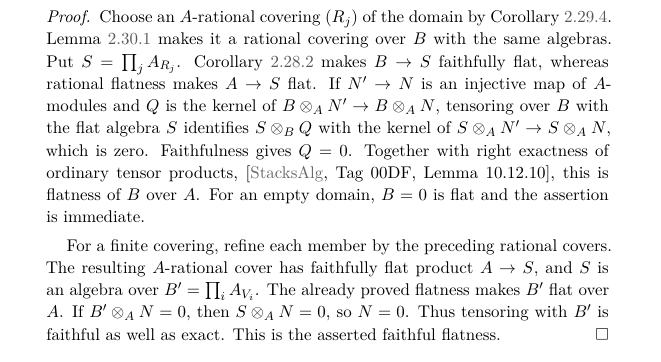 Proof. Choose an A-rational covering (R_j) of the domain by Corollary 2.29.4.
Lemma 2.30.1 makes it a rational covering over B with the same algebras.
Put S = ∏_j A_{R_j}. Corollary 2.28.2 makes B → S faithfully flat, whereas
rational flatness makes A → S flat. If N′ → N is an injective map of A-
modules and Q is the kernel of B ⊗_A N′ → B ⊗_A N, tensoring over B with
the flat algebra S identifies S ⊗_B Q with the kernel of S ⊗_A N′ → S ⊗_A N,
which is zero. Faithfulness gives Q = 0. Together with right exactness of
ordinary tensor products, [StacksAlg, Tag 00DF, Lemma 10.12.10], this is
flatness of B over A. For an empty domain, B = 0 is flat and the assertion
is immediate.
For a finite covering, refine each member by the preceding rational covers.
The resulting A-rational cover has faithfully flat product A → S, and S is
an algebra over B′ = ∏_i A_{V_i}. The already proved flatness makes B′ flat over
A. If B′ ⊗_A N = 0, then S ⊗_A N = 0, so N = 0. Thus tensoring with B′ is
faithful as well as exact. This is the asserted faithful flatness. □